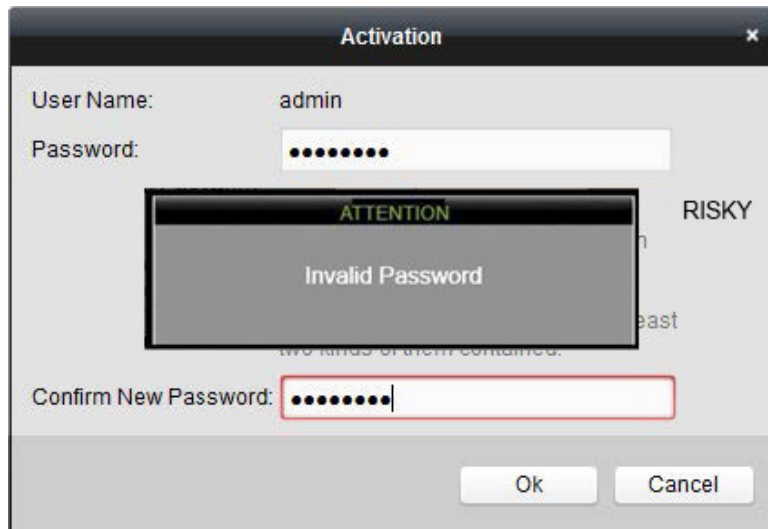 Activation ×
User Name: admin
Password: ●●●●●●●●
RISKY
ATTENTION
Invalid Password
two kinds of them contained.
Confirm New Password: ●●●●●●●●
Ok Cancel